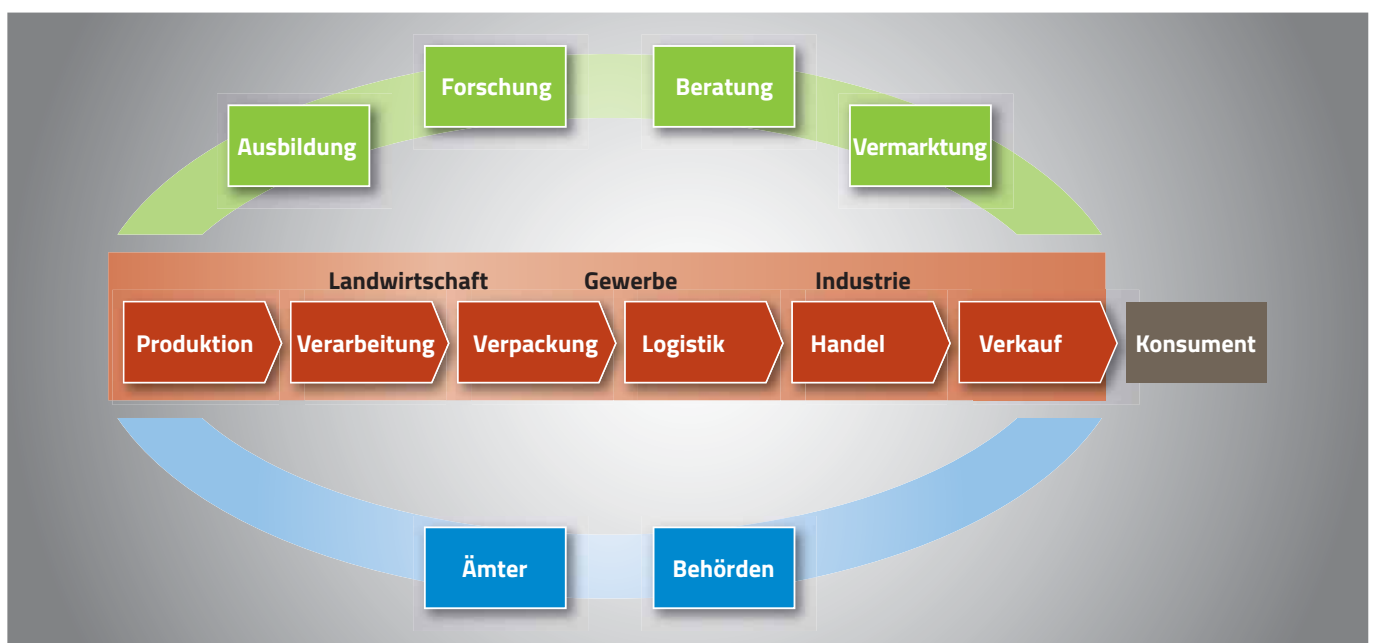 Forschung
Beratung
Ausbildung
Vermarktung
Landwirtschaft Gewerbe Industrie
Produktion Verarbeitung Verpackung Logistik Handel Verkauf Konsument
Ämter
Behörden